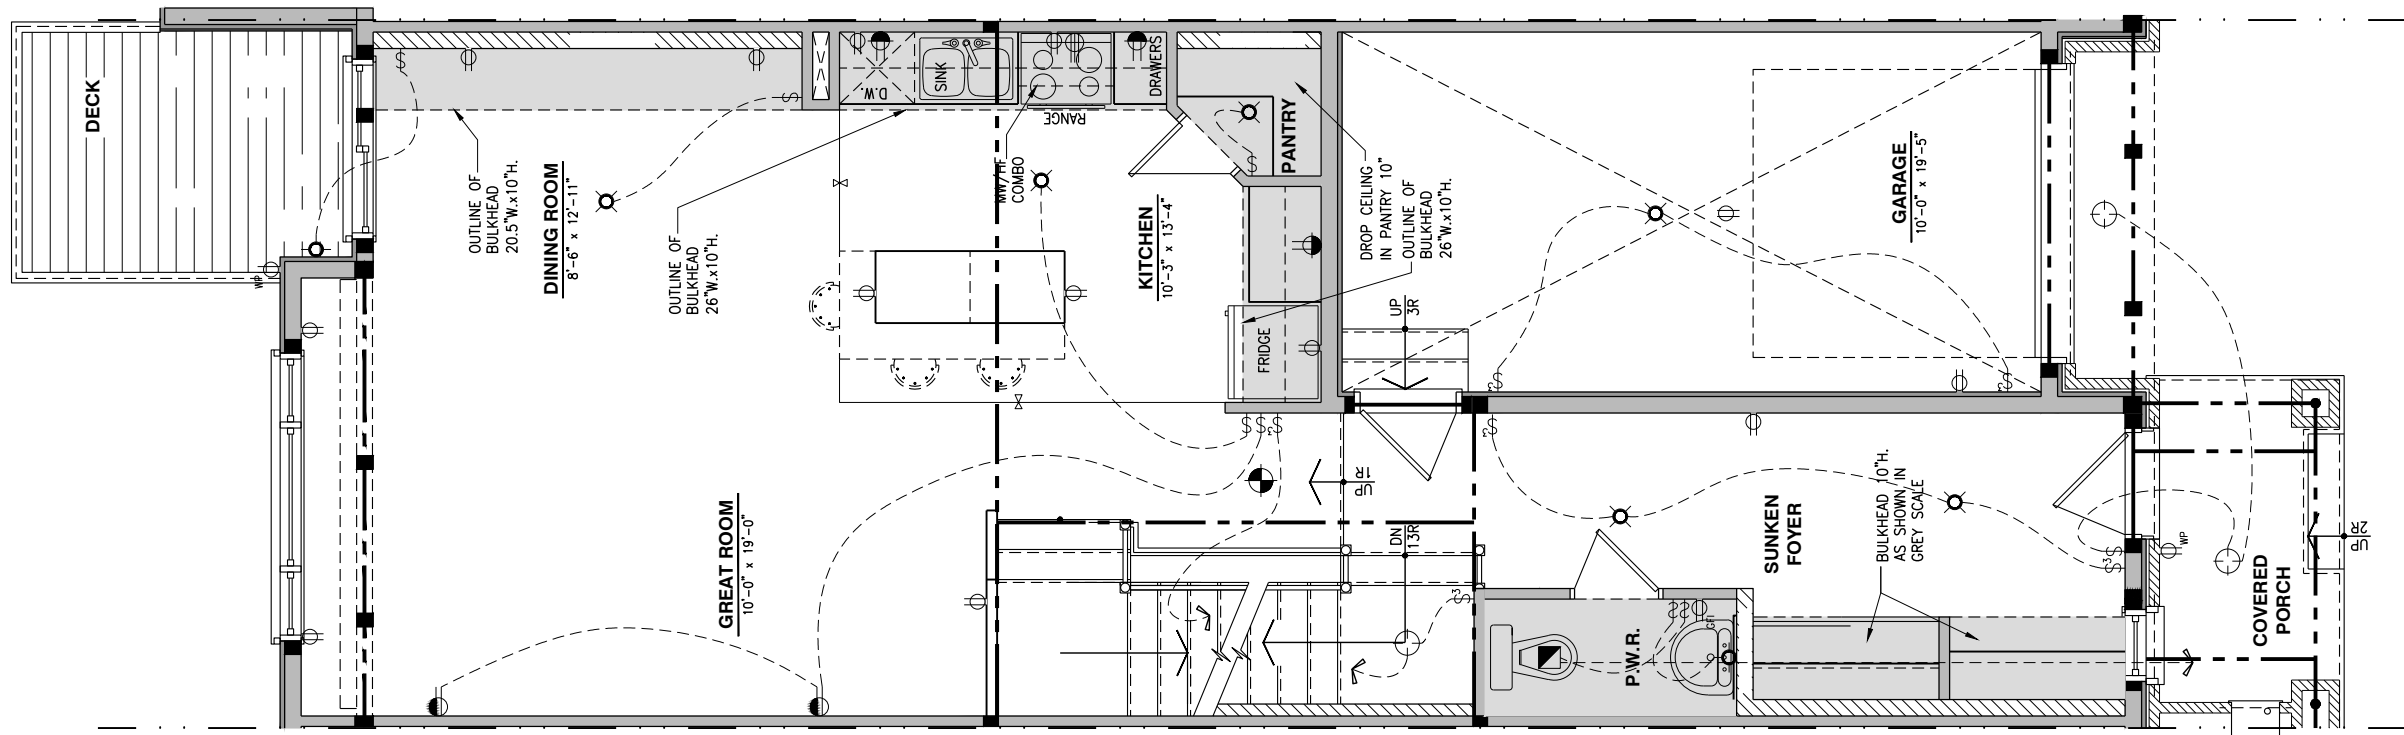 DECK
WP
OUTLINE OF
BULKHEAD
20.5"W.x10"H.
DINING ROOM
8'-6" x 12'-11"
OUTLINE OF
BULKHEAD
26"W.x10"H.
GREAT ROOM
10'-0" x 19'-0"
D.W.
SINK
RANGE
MW/HF
COMBO
DRAWERS
KITCHEN
10'-3" x 13'-4"
PANTRY
FRIDGE
DROP CEILING
IN PANTRY 10"
OUTLINE OF
BULKHEAD
26"W.x10"H.
UP
3R
UP
1R
DN
13R
GARAGE
10'-0" x 19'-5"
P.W.R.
GFI
SUNKEN
FOYER
BULKHEAD 10"H.
AS SHOWN IN
GREY SCALE
WP
COVERED
PORCH
UP
2R